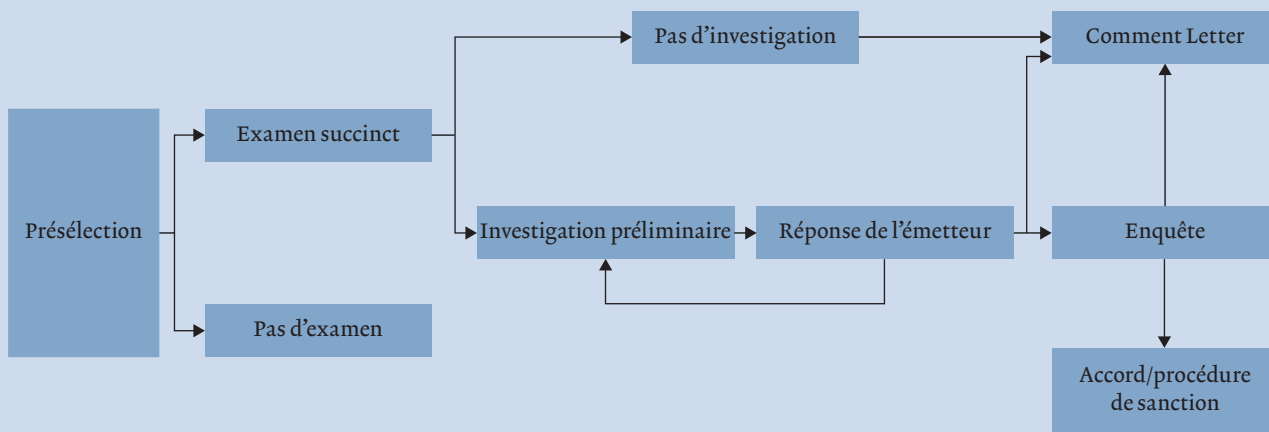 Pas d’investigation
Comment Letter
Examen succinct
Présélection
Investigation préliminaire
Réponse de l’émetteur
Enquête
Pas d’examen
Accord/procédure
de sanction